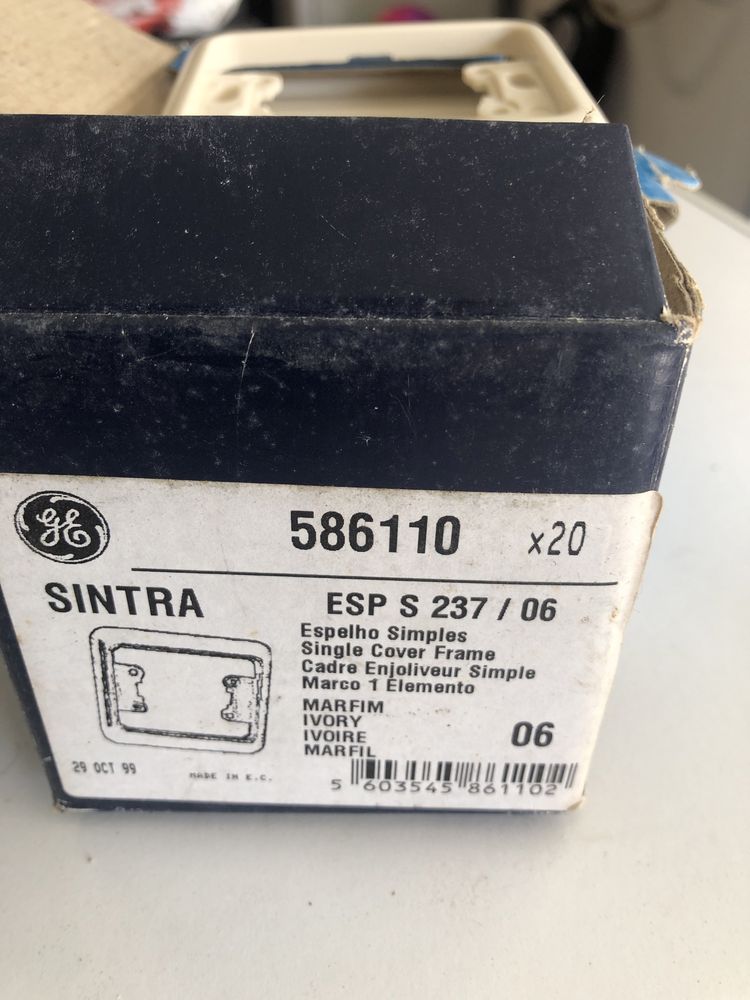 GE
586110 x20
SINTRA
ESP S 237 / 06
Espelho Simples
Single Cover Frame
Cadre Enjoliveur Simple
Marco 1 Elemento
MARFIM
IVORY
IVOIRE
MARFIL
06
29 OCT 99
MADE IN E.C.
5 603545 861102